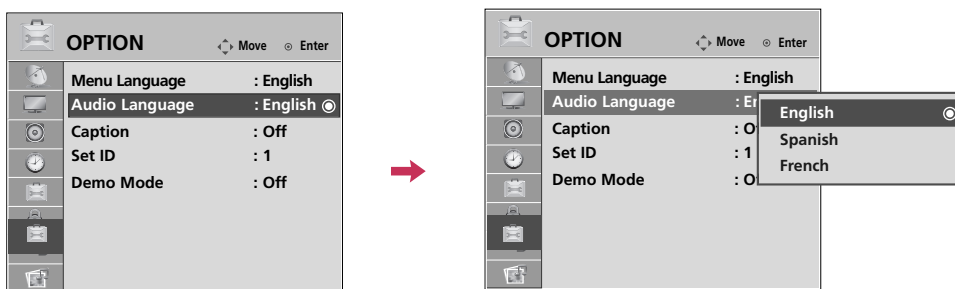 OPTION Move Enter
Menu Language : English
Audio Language : English
Caption : Off
Set ID : 1
Demo Mode : Off
OPTION Move Enter
Menu Language : English
Audio Language
Caption
Set ID : 1
Demo Mode
English
Spanish
French